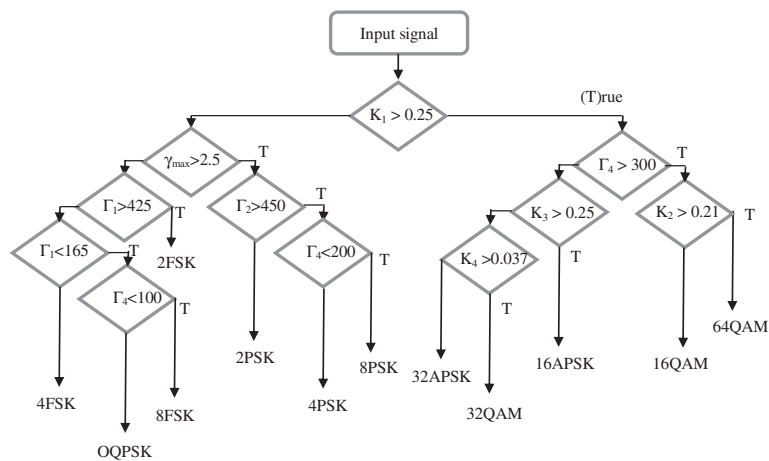 Input signal
(T)rue
K₁ > 0.25
T
γmax>2.5
T
Γ₄ > 300
Γ₁>425
T
Γ₂>450
T
K₃ > 0.25
K₂ > 0.21
T
Γ₁<165
T
2FSK
Γ₄<200
T
K₄ >0.037
T
Γ₄<100
T
T
64QAM
2PSK
8PSK
32APSK
16APSK
16QAM
4FSK
8FSK
4PSK
32QAM
OQPSK